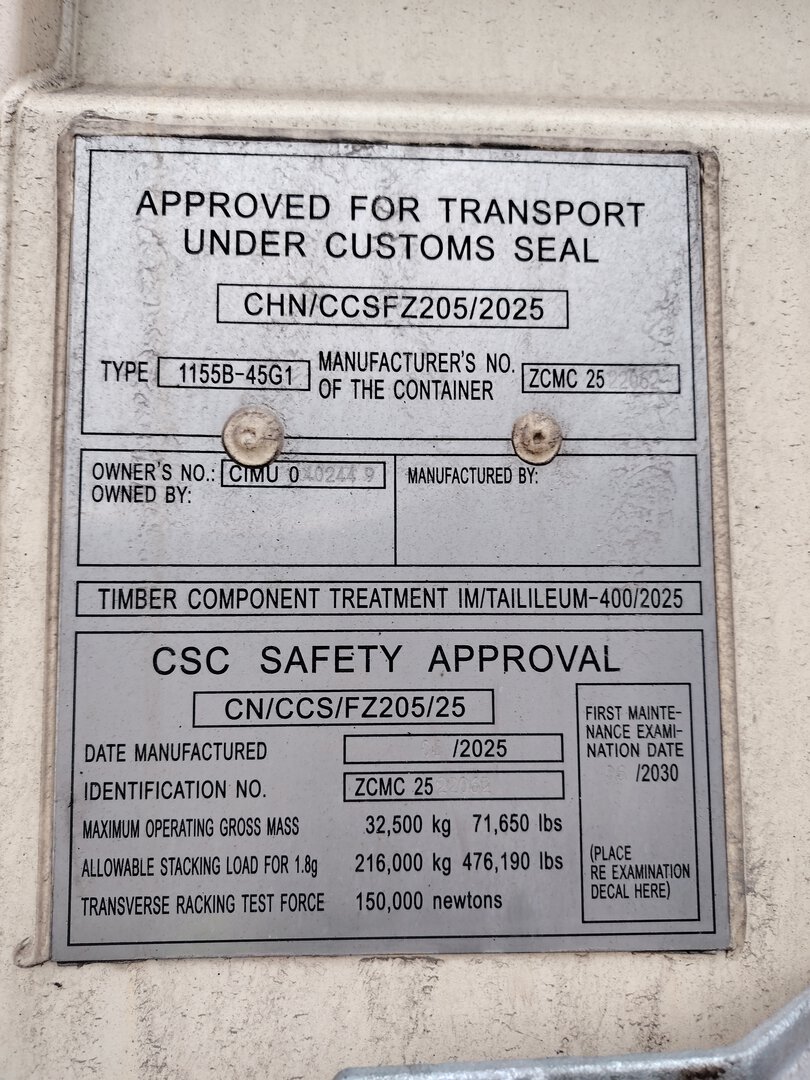 APPROVED FOR TRANSPORT
UNDER CUSTOMS SEAL
CHN/CCSFZ205/2025
TYPE 1155B-45G1
MANUFACTURER'S NO.
OF THE CONTAINER
ZCMC 25
OWNER'S NO.: CIMU 0
OWNED BY:
MANUFACTURED BY:
TIMBER COMPONENT TREATMENT IM/TAILILEUM-400/2025
CSC SAFETY APPROVAL
CN/CCS/FZ205/25
DATE MANUFACTURED /2025
IDENTIFICATION NO. ZCMC 25
MAXIMUM OPERATING GROSS MASS 32,500 kg 71,650 lbs
ALLOWABLE STACKING LOAD FOR 1.8g 216,000 kg 476,190 lbs
TRANSVERSE RACKING TEST FORCE 150,000 newtons
FIRST MAINTE-
NANCE EXAMI-
NATION DATE
/2030
(PLACE
RE EXAMINATION
DECAL HERE)